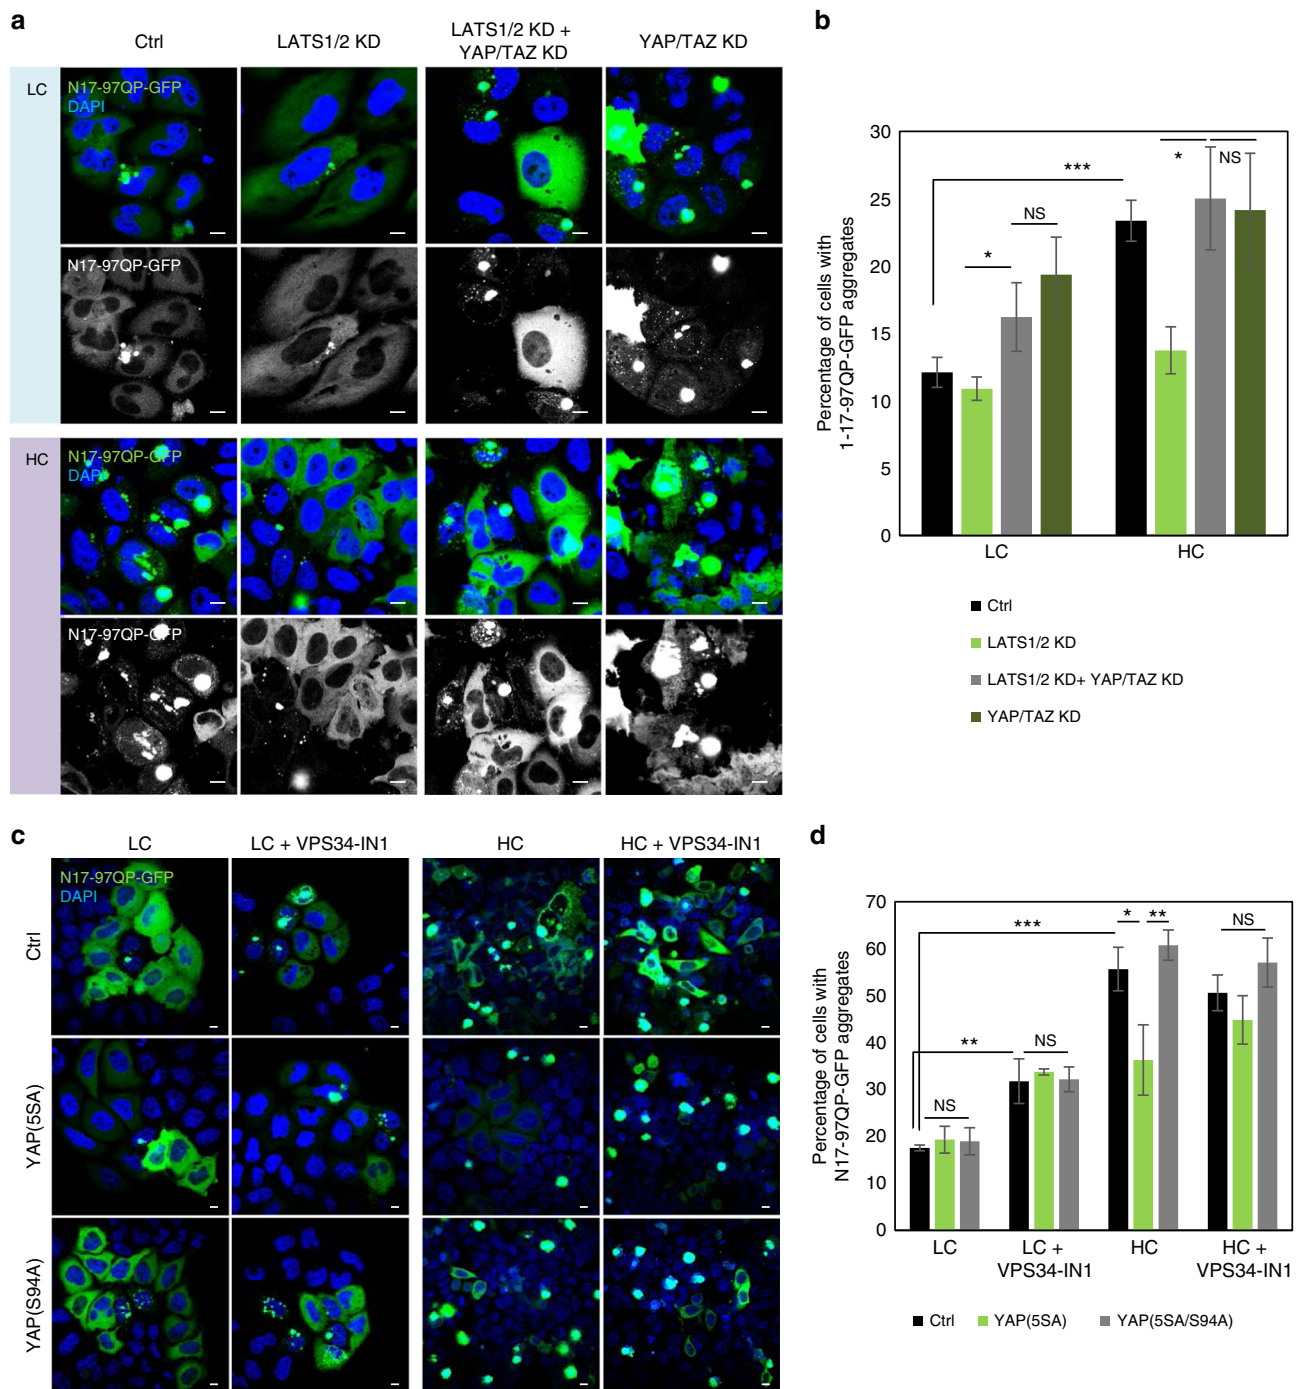 a
Ctrl
LATS1/2 KD
LATS1/2 KD +
YAP/TAZ KD
YAP/TAZ KD
LC
N17-97QP-GFP
DAPI
N17-97QP-GFP
HC
N17-97QP-GFP
DAPI
N17-97QP-GFP
b
Percentage of cells with
1-17-97QP-GFP aggregates
30
25
20
15
10
5
0
***
*
NS
*
NS
LC
HC
Ctrl
LATS1/2 KD
LATS1/2 KD+ YAP/TAZ KD
YAP/TAZ KD
c
LC
LC + VPS34-IN1
HC
HC + VPS34-IN1
N17-97QP-GFP
DAPI
Ctrl
YAP(5SA)
YAP(S94A)
d
Percentage of cells with
N17-97QP-GFP aggregates
70
60
50
40
30
20
10
0
***
*
**
NS
**
NS
NS
LC
LC +
VPS34-IN1
HC
HC +
VPS34-IN1
Ctrl
YAP(5SA)
YAP(5SA/S94A)